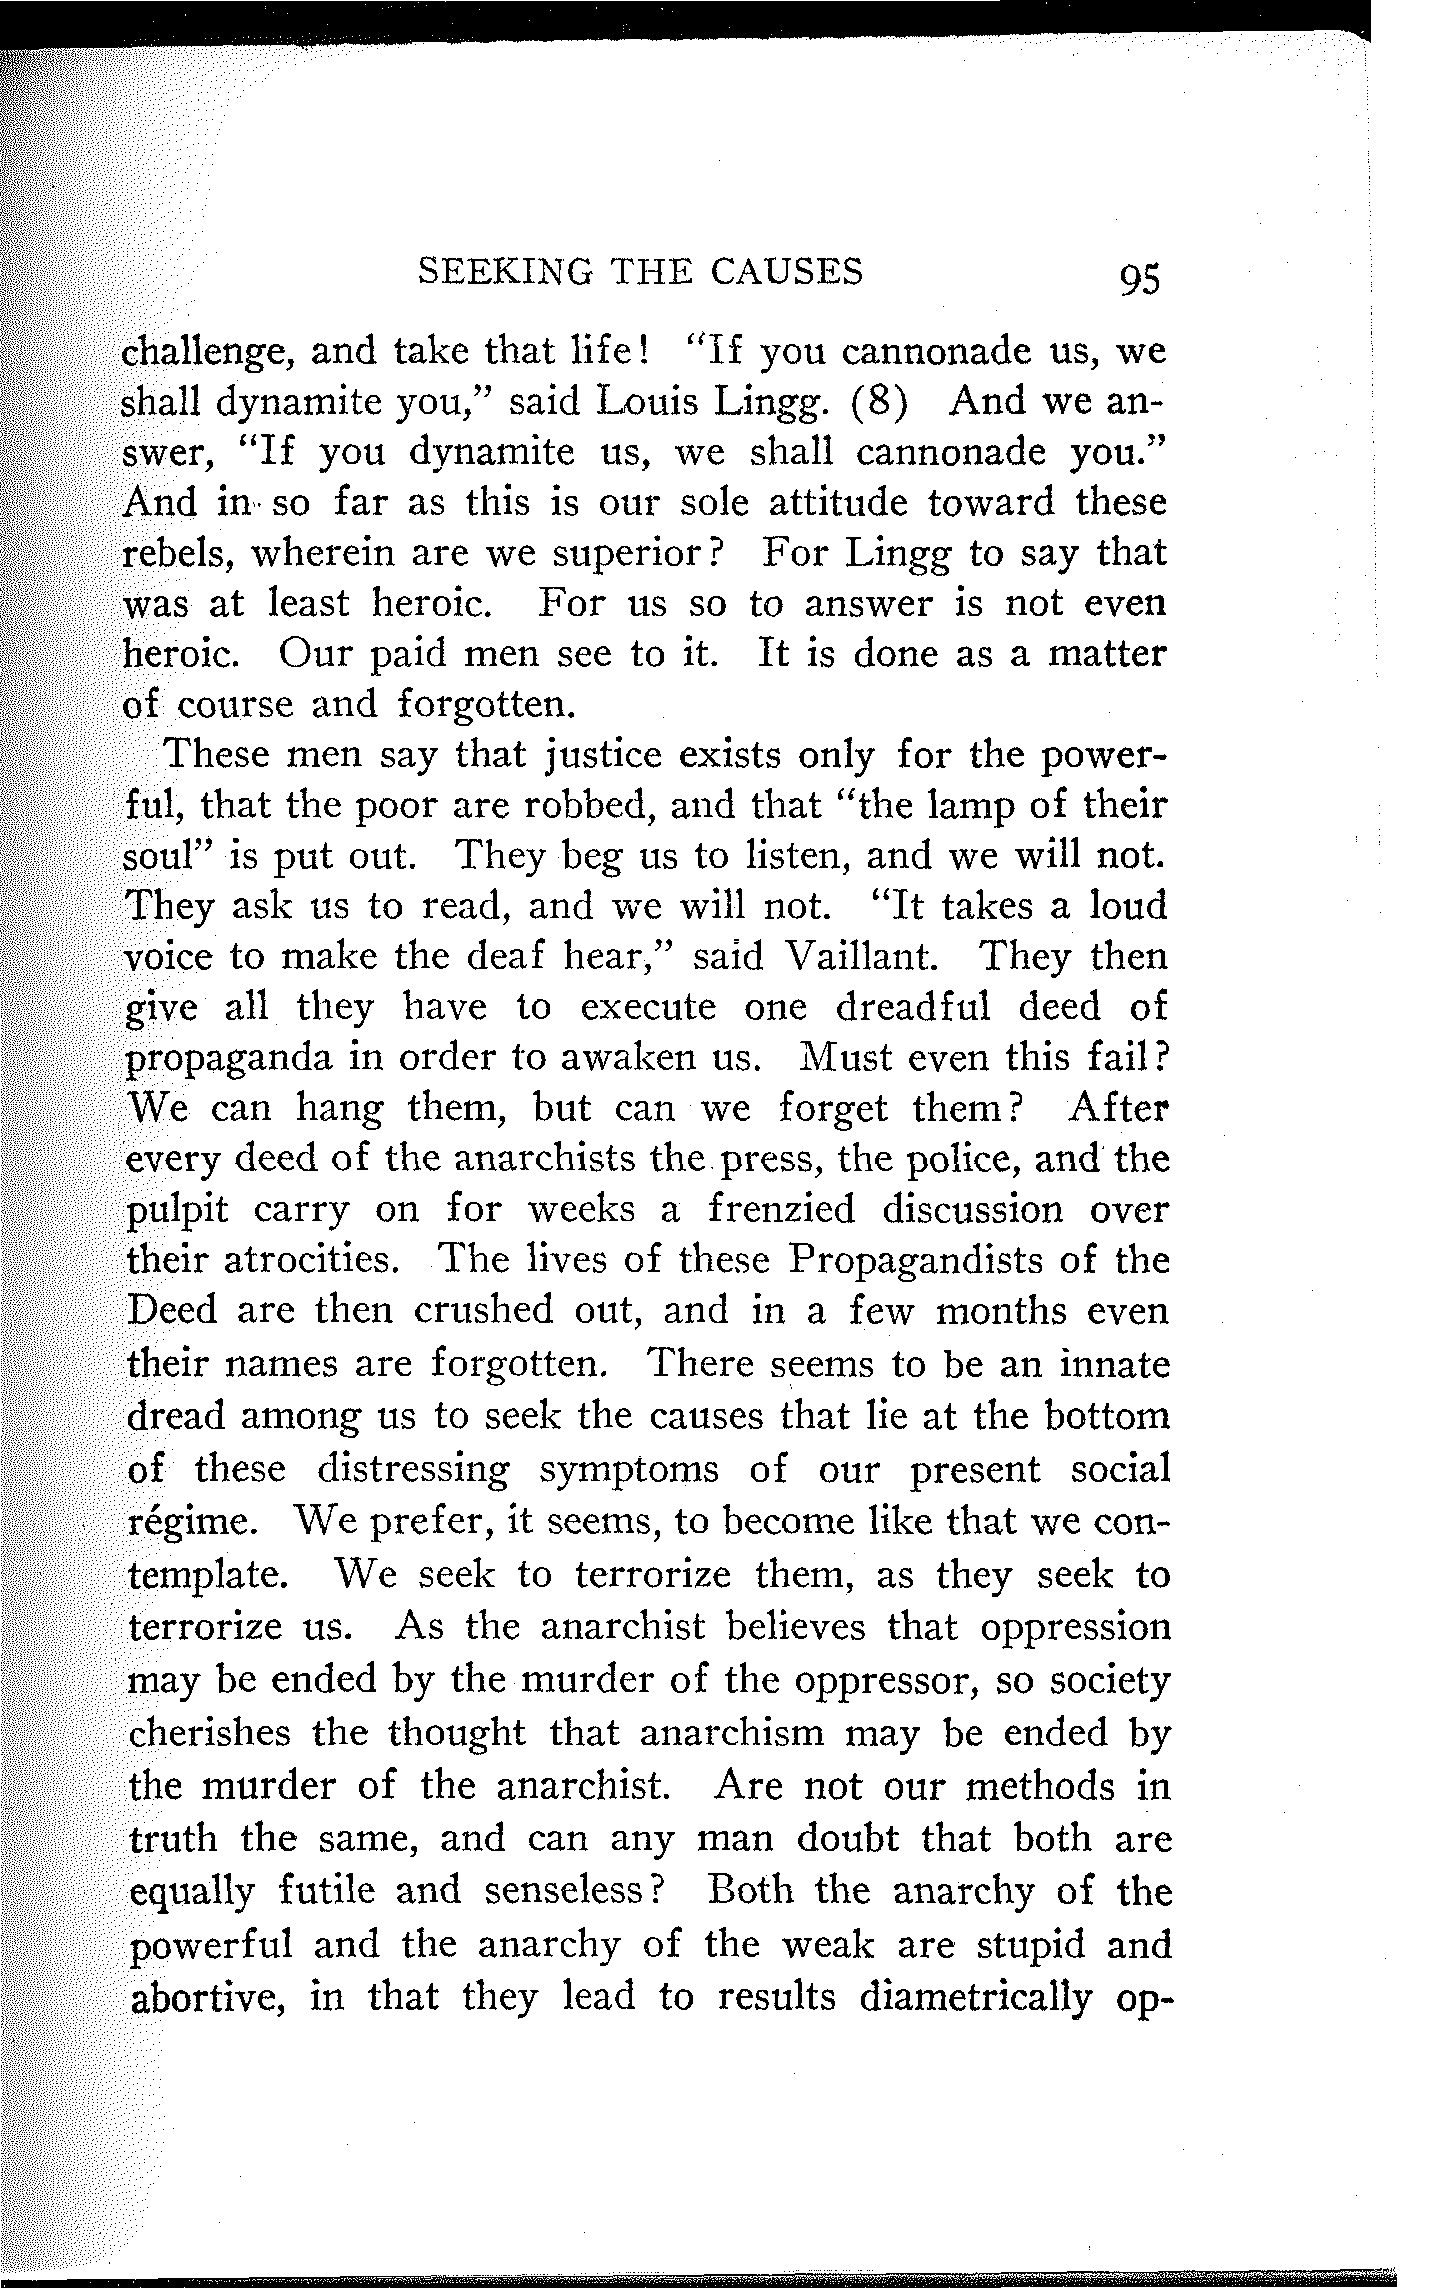 SEEKING THE CAUSES 95
challenge, and take that life! "If you cannonade us, we
shall dynamite you," said Louis Lingg. (8) And we an-
swer, "If you dynamite us, we shall cannonade you."
And in so far as this is our sole attitude toward these
rebels, wherein are we superior? For Lingg to say that
was at least heroic. For us so to answer is not even
heroic. Our paid men see to it. It is done as a matter
of course and forgotten.
These men say that justice exists only for the power-
ful, that the poor are robbed, and that "the lamp of their
soul" is put out. They beg us to listen, and we will not.
They ask us to read, and we will not. "It takes a loud
voice to make the deaf hear," said Vaillant. They then
give all they have to execute one dreadful deed of
propaganda in order to awaken us. Must even this fail?
We can hang them, but can we forget them? After
every deed of the anarchists the press, the police, and the
pulpit carry on for weeks a frenzied discussion over
their atrocities. The lives of these Propagandists of the
Deed are then crushed out, and in a few months even
their names are forgotten. There seems to be an innate
dread among us to seek the causes that lie at the bottom
of these distressing symptoms of our present social
régime. We prefer, it seems, to become like that we con-
template. We seek to terrorize them, as they seek to
terrorize us. As the anarchist believes that oppression
may be ended by the murder of the oppressor, so society
cherishes the thought that anarchism may be ended by
the murder of the anarchist. Are not our methods in
truth the same, and can any man doubt that both are
equally futile and senseless? Both the anarchy of the
powerful and the anarchy of the weak are stupid and
abortive, in that they lead to results diametrically op-